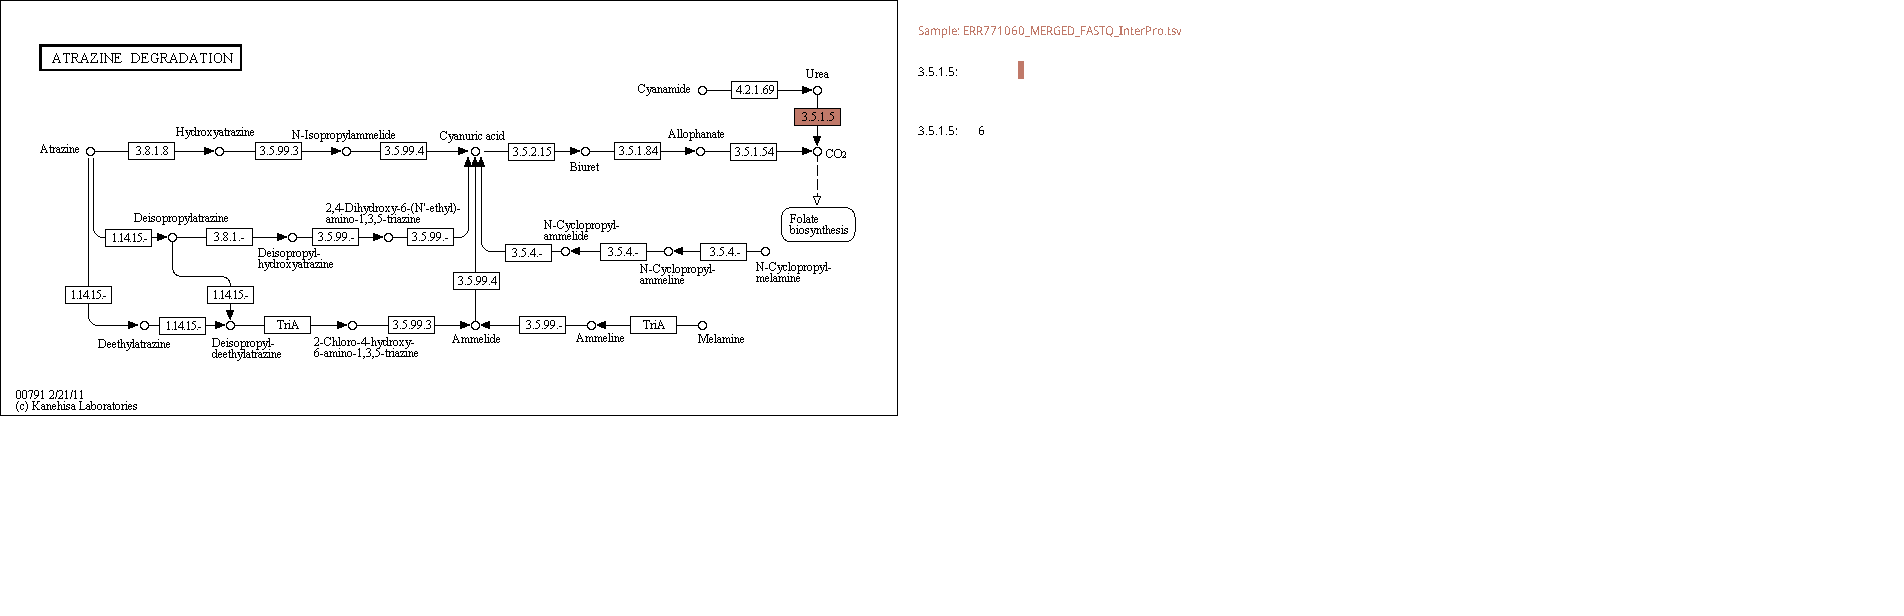 ATRAZINE DEGRADATION
Sample: ERR771060_MERGED_FASTQ_InterPro.tsv
3.5.1.5:
3.5.1.5: 6
Urea
Cyanamide
4.2.1.69
3.5.1.5
Hydroxyatrazine
N-Isopropylammelide
Cyanuric acid
Allophanate
Atrazine
3.8.1.8
3.5.99.3
3.5.99.4
3.5.2.15
3.5.1.84
3.5.1.54
CO2
Biuret
Deisopropylatrazine
2,4-Dihydroxy-6-(N'-ethyl)-
amino-1,3,5-triazine
N-Cyclopropyl-
ammelide
Folate
biosynthesis
1.14.15.-
3.8.1.-
3.5.99.-
3.5.99.-
Deisopropyl-
hydroxyatrazine
3.5.4.-
3.5.4.-
3.5.4.-
N-Cyclopropyl-
ammeline
N-Cyclopropyl-
melamine
3.5.99.4
1.14.15.-
1.14.15.-
1.14.15.-
TriA
3.5.99.3
3.5.99.-
TriA
Deethylatrazine
Deisopropyl-
deethylatrazine
2-Chloro-4-hydroxy-
6-amino-1,3,5-triazine
Ammelide
Ammeline
Melamine
00791 2/21/11
(c) Kanehisa Laboratories